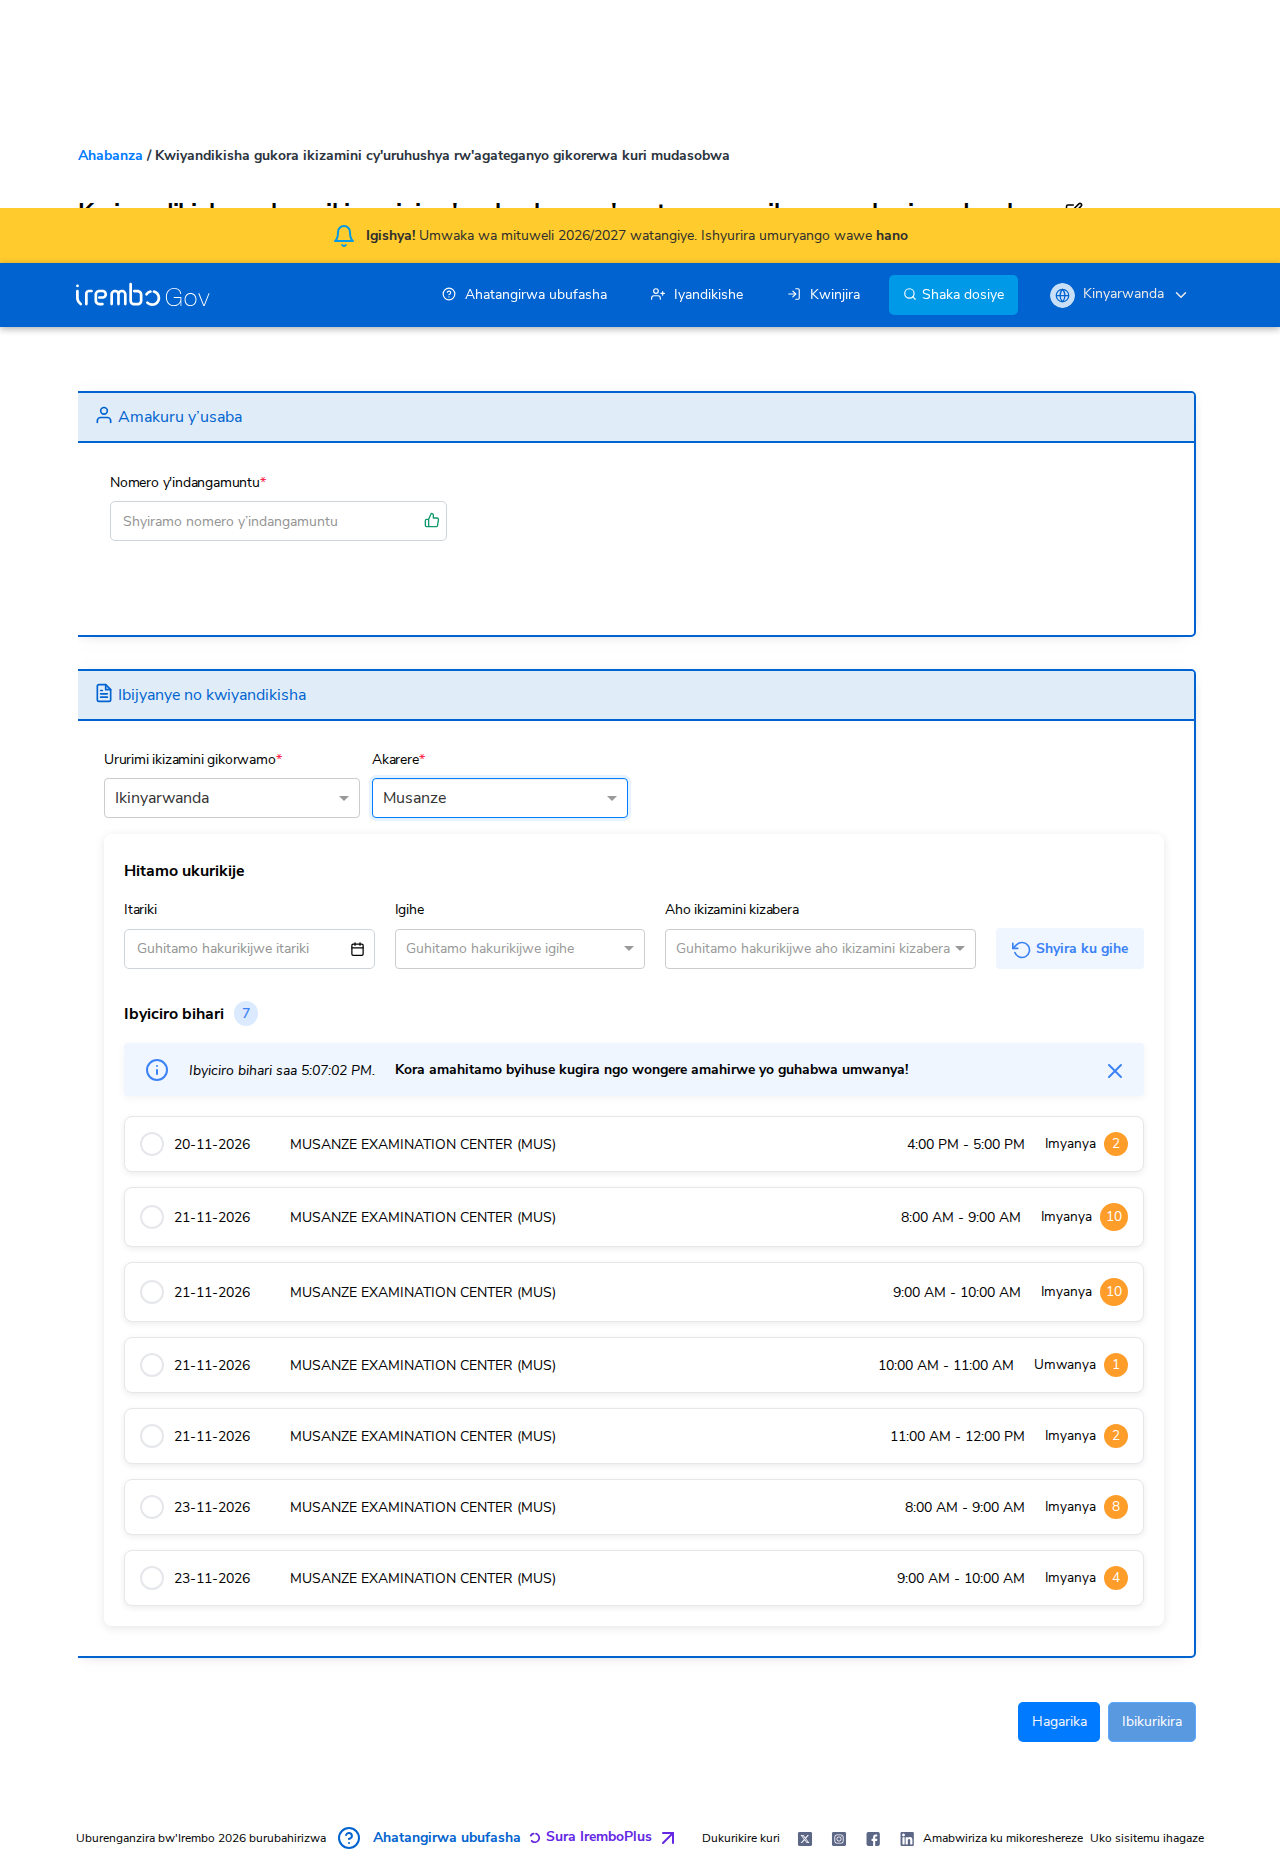 Ahabanza / Kwiyandikisha gukora ikizamini cy'uruhushya rw'agateganyo gikorerwa kuri mudasobwa
Igishya! Umwaka wa mituweli 2026/2027 watangiye. Ishyurira umuryango wawe hano
irembo Gov
Ahatangirwa ubufasha
Iyandikishe
Kwinjira
Shaka dosiye
Kinyarwanda
Amakuru y’usaba
Nomero y'indangamuntu*
Shyiramo nomero y’indangamuntu
Ibijyanye no kwiyandikisha
Ururimi ikizamini gikorwamo* Akarere*
Ikinyarwanda Musanze
Hitamo ukurikije
Itariki Igihe Aho ikizamini kizabera
Guhitamo hakurikijwe itariki Guhitamo hakurikijwe igihe Guhitamo hakurikijwe aho ikizamini kizabera Shyira ku gihe
Ibyiciro bihari 7
Ibyiciro bihari saa 5:07:02 PM. Kora amahitamo byihuse kugira ngo wongere amahirwe yo guhabwa umwanya!
20-11-2026 MUSANZE EXAMINATION CENTER (MUS) 4:00 PM - 5:00 PM Imyanya 2
21-11-2026 MUSANZE EXAMINATION CENTER (MUS) 8:00 AM - 9:00 AM Imyanya 10
21-11-2026 MUSANZE EXAMINATION CENTER (MUS) 9:00 AM - 10:00 AM Imyanya 10
21-11-2026 MUSANZE EXAMINATION CENTER (MUS) 10:00 AM - 11:00 AM Umwanya 1
21-11-2026 MUSANZE EXAMINATION CENTER (MUS) 11:00 AM - 12:00 PM Imyanya 2
23-11-2026 MUSANZE EXAMINATION CENTER (MUS) 8:00 AM - 9:00 AM Imyanya 8
23-11-2026 MUSANZE EXAMINATION CENTER (MUS) 9:00 AM - 10:00 AM Imyanya 4
Hagarika Ibikurikira
Uburenganzira bw'Irembo 2026 burubahirizwa Ahatangirwa ubufasha Sura IremboPlus Dukurikire kuri Amabwiriza ku mikoreshereze Uko sisitemu ihagaze